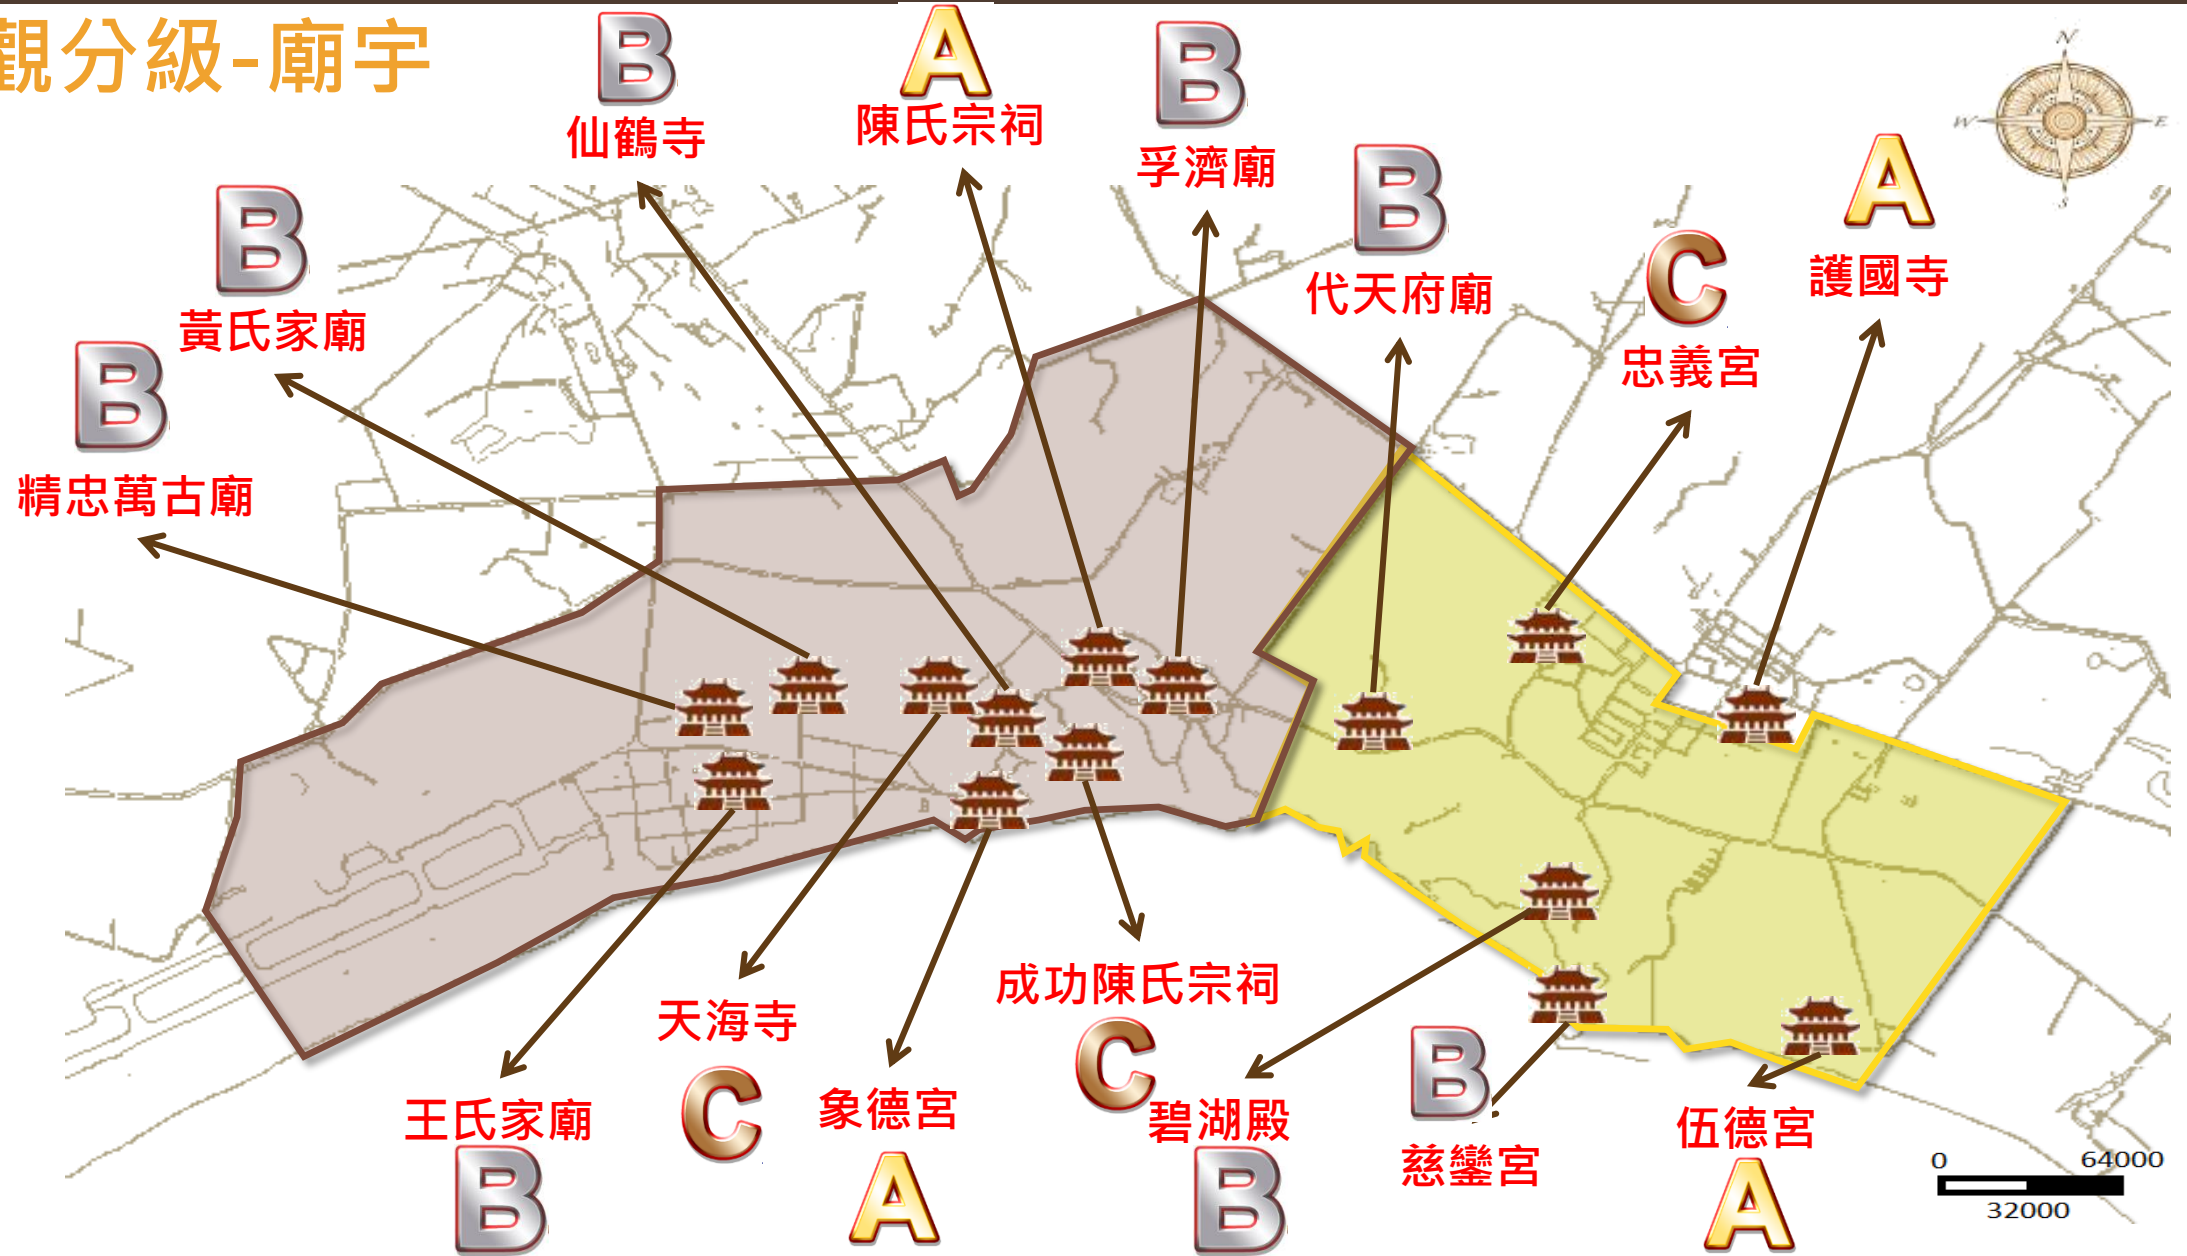 觀分級-廟宇
B
仙鶴寺
A
陳氏宗祠
B
孚濟廟
B
代天府廟
C
忠義宮
A
護國寺
N
W
E
S
B
黃氏家廟
B
精忠萬古廟
王氏家廟
B
天海寺
C
象德宮
A
成功陳氏宗祠
C
碧湖殿
B
B
慈鑾宮
伍德宮
A
0
64000
32000